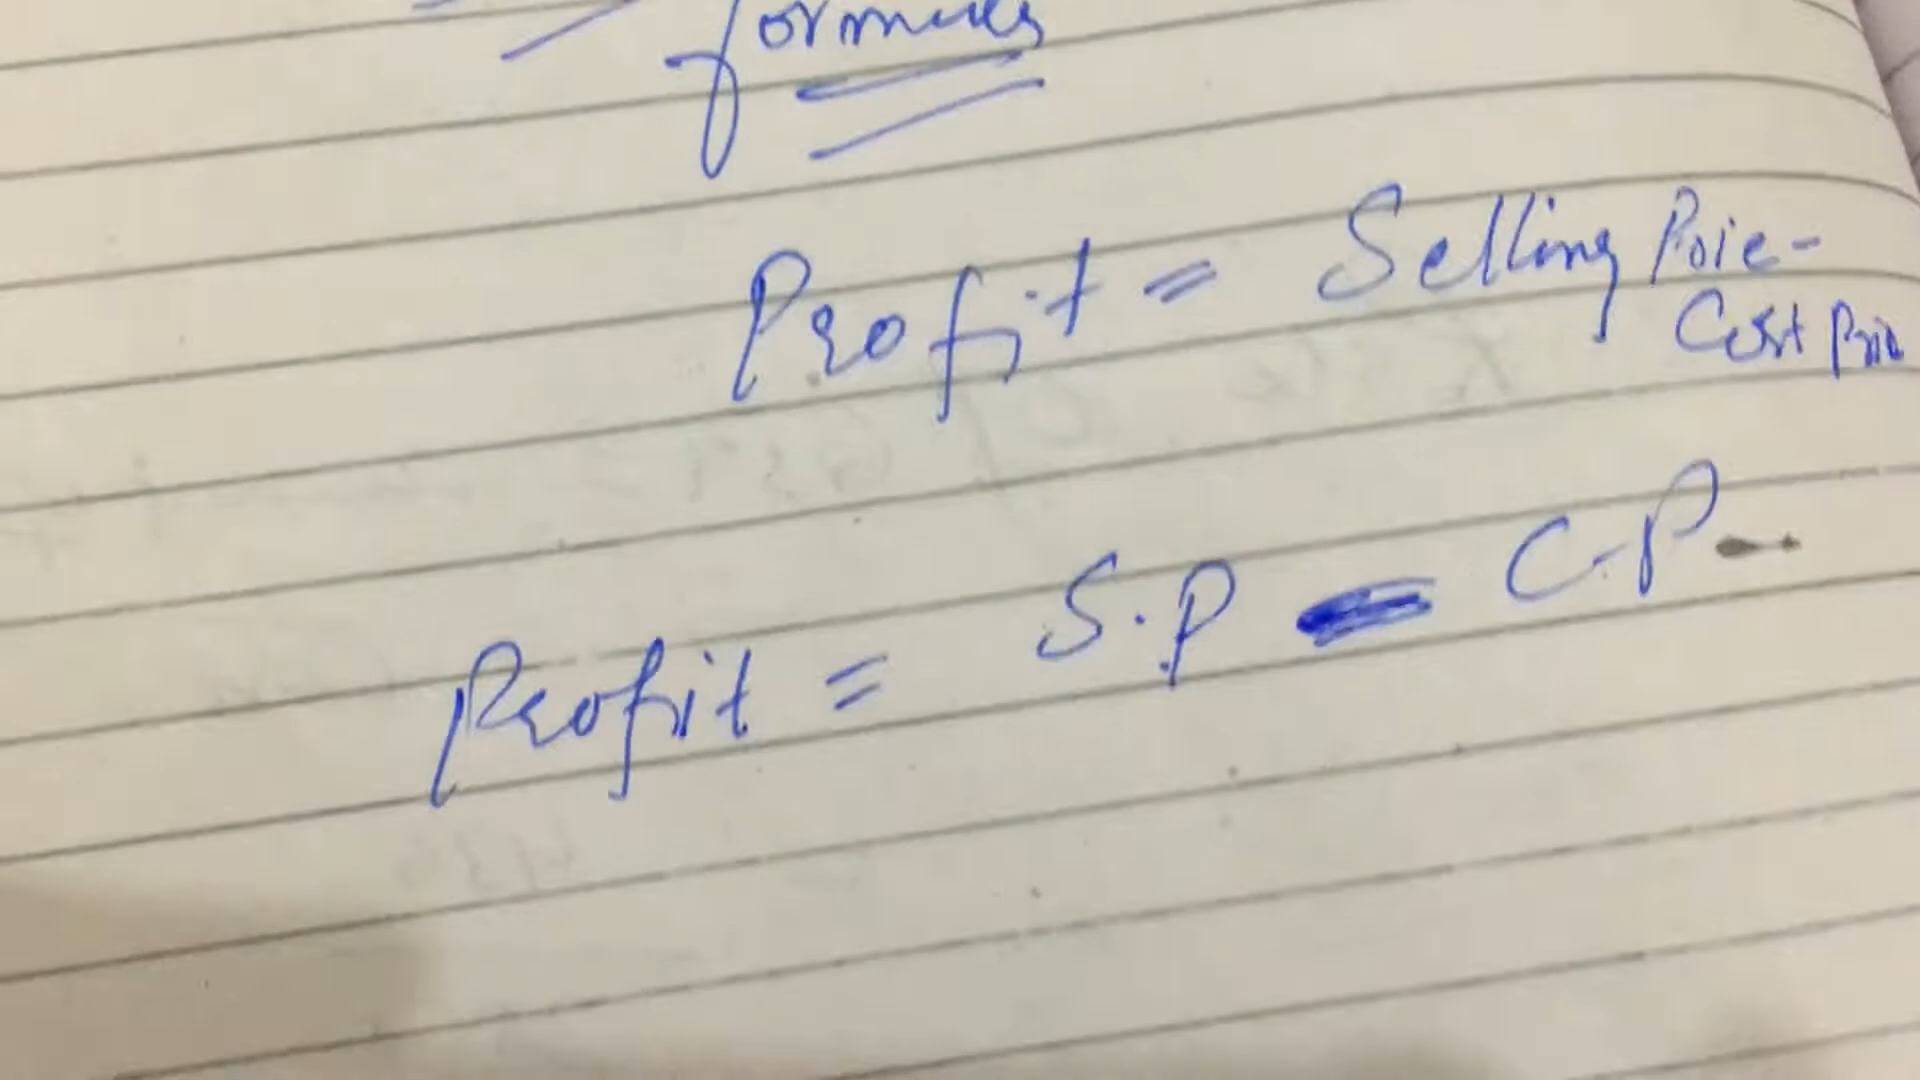 formulas
Profit = Selling Price -
Cost Price
Profit = S.P - C.P